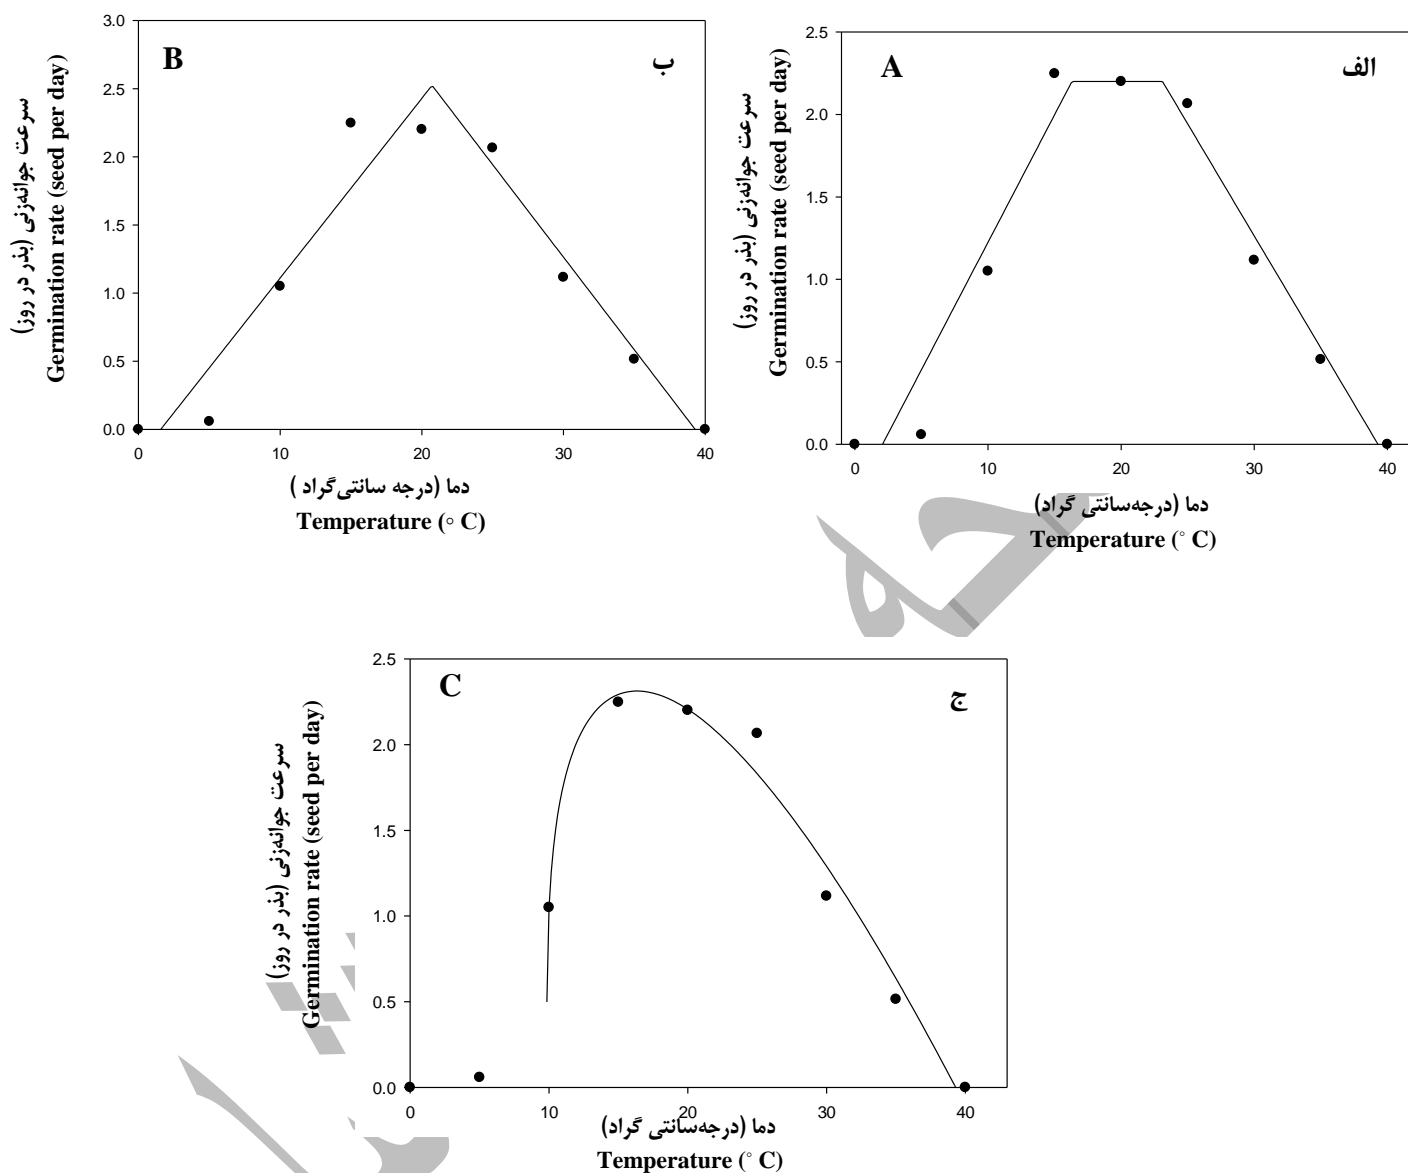 B
ب
3.0
2.5
2.0
1.5
1.0
0.5
0.0
0
10
20
30
40
سرعت جوانه‌زنی (بذر در روز)
Germination rate (seed per day)
دما (درجه سانتی‌گراد )
Temperature (◦ C)
A
الف
2.5
2.0
1.5
1.0
0.5
0.0
0
10
20
30
40
سرعت جوانه‌زنی (بذر در روز)
Germination rate (seed per day)
دما (درجه‌سانتی گراد)
Temperature (° C)
C
ج
2.5
2.0
1.5
1.0
0.5
0.0
0
10
20
30
40
سرعت جوانه‌زنی (بذر در روز)
Germination rate (seed per day)
دما (درجه‌سانتی گراد)
Temperature (° C)